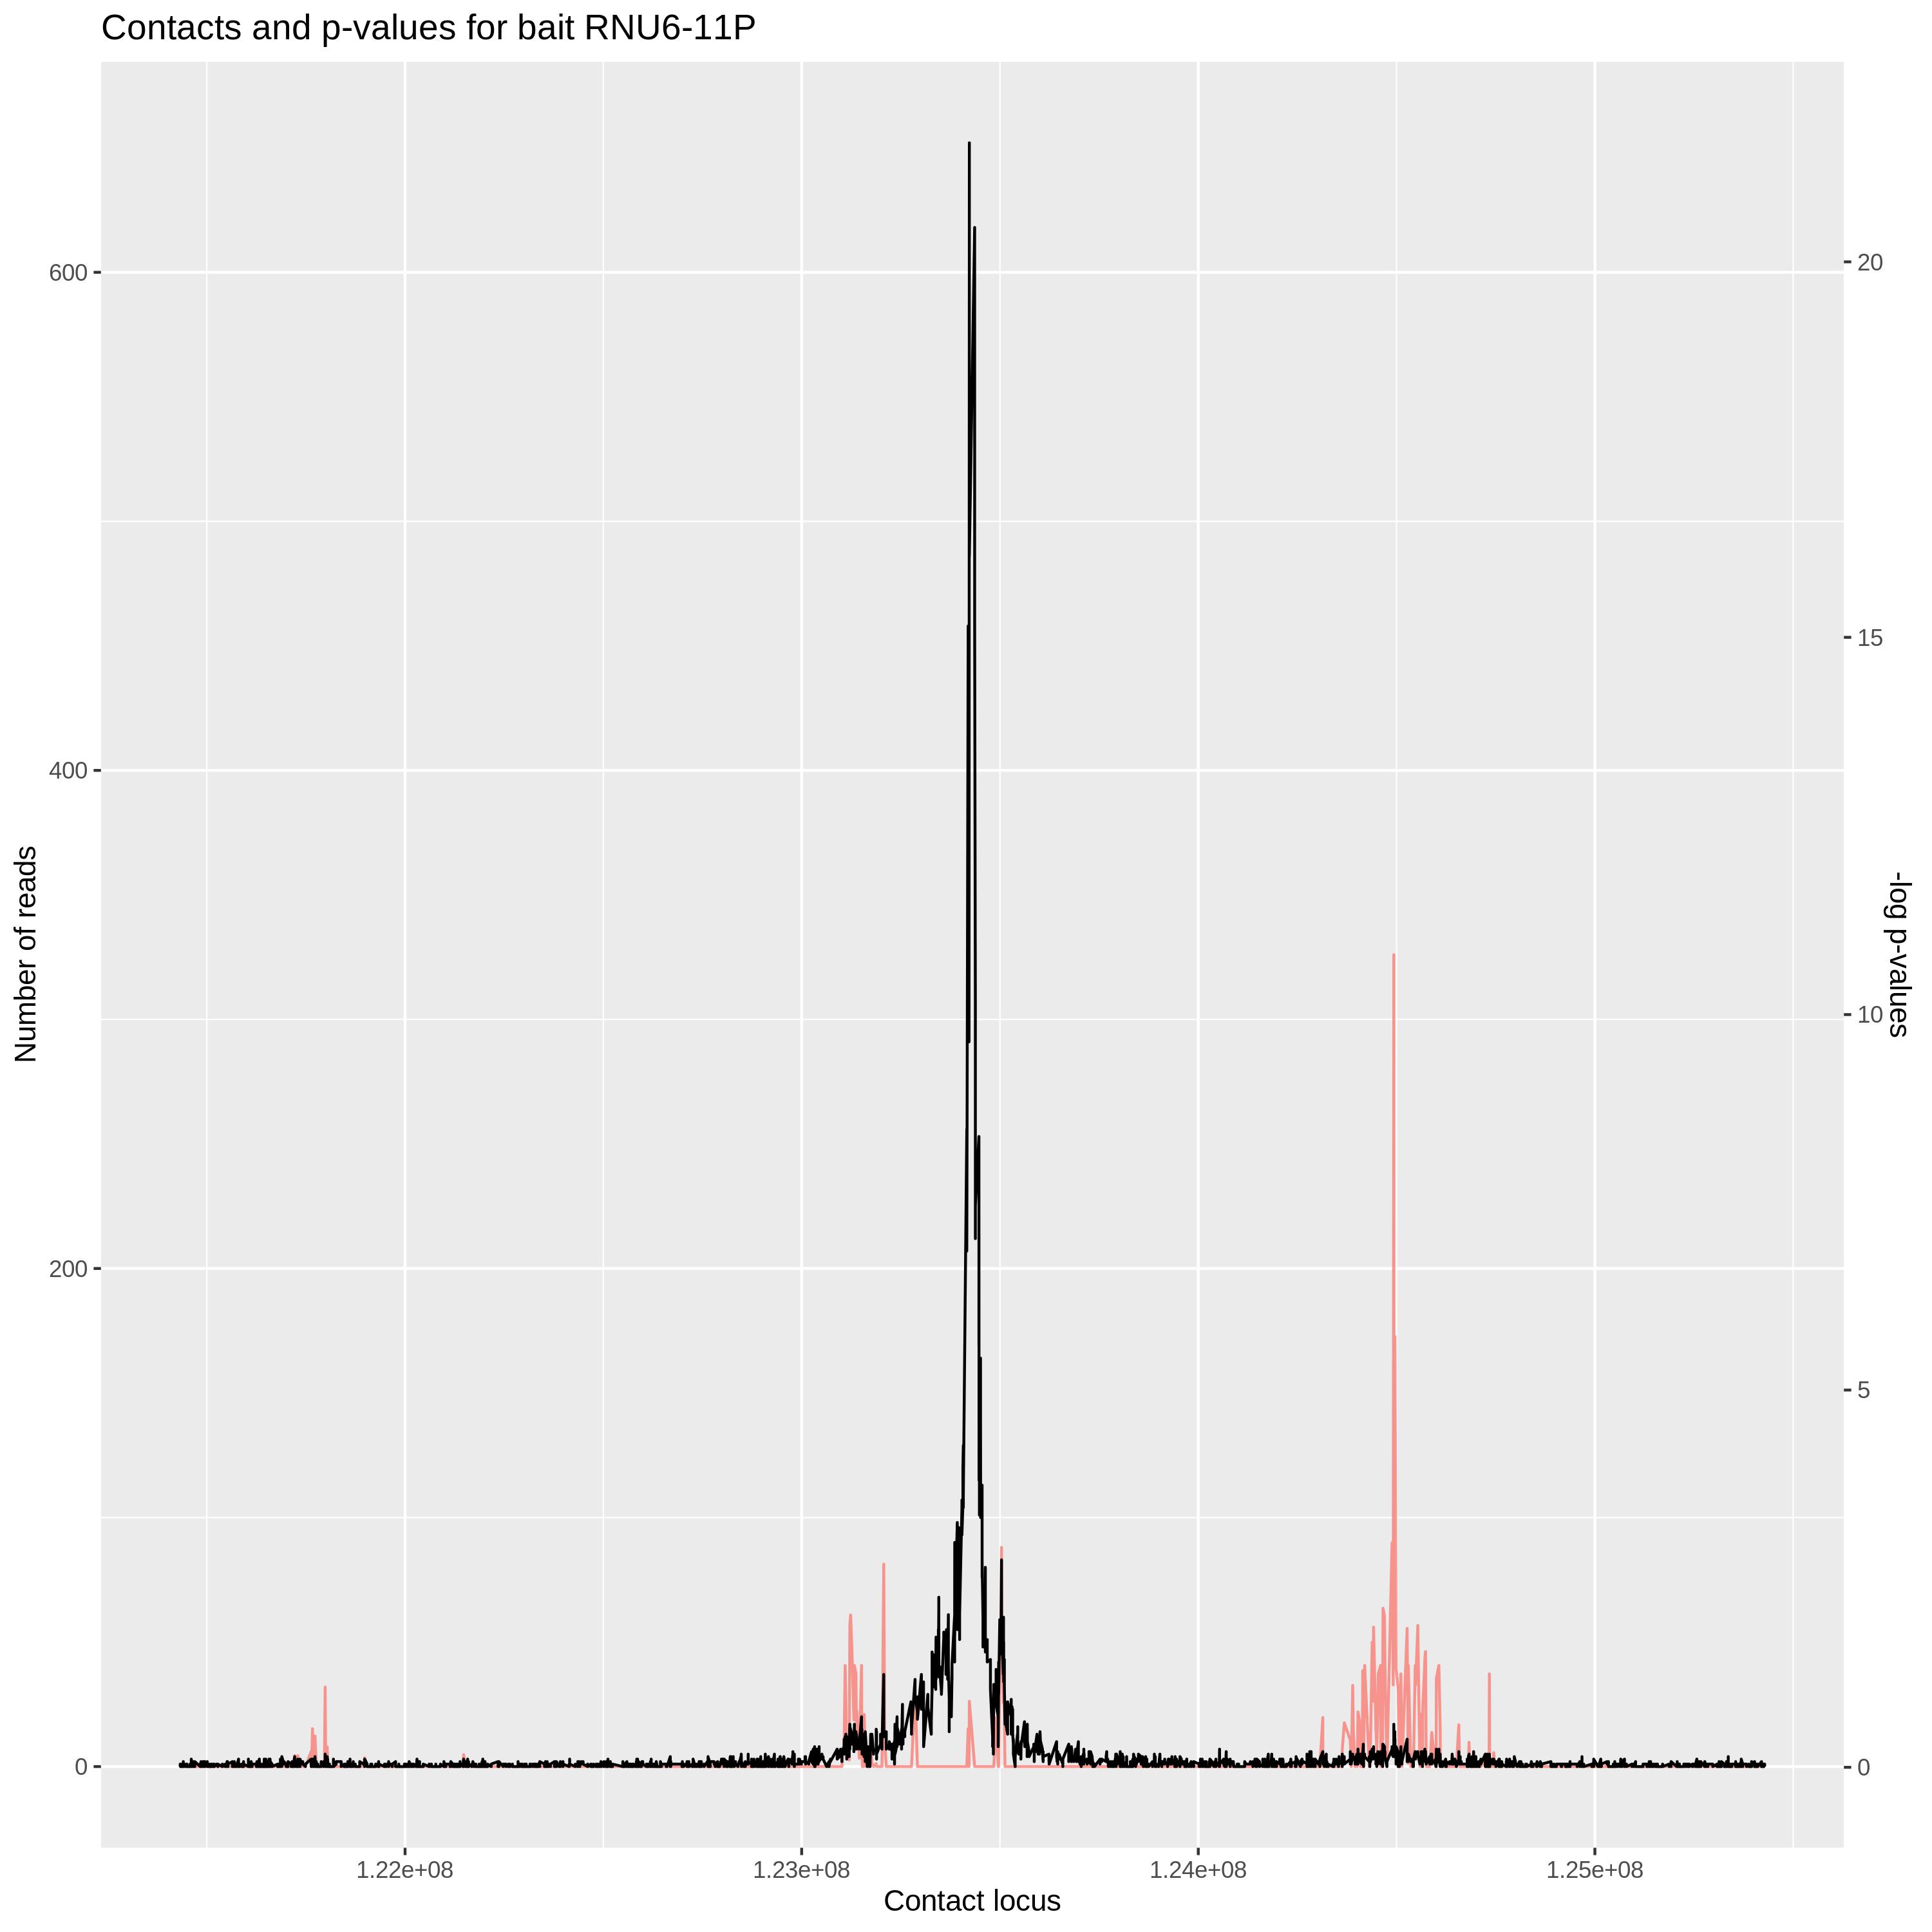 Contacts and p-values for bait RNU6-11P
600
400
200
0
Number of reads
20
15
10
5
0
-log p-values
1.22e+08
1.23e+08
1.24e+08
1.25e+08
Contact locus